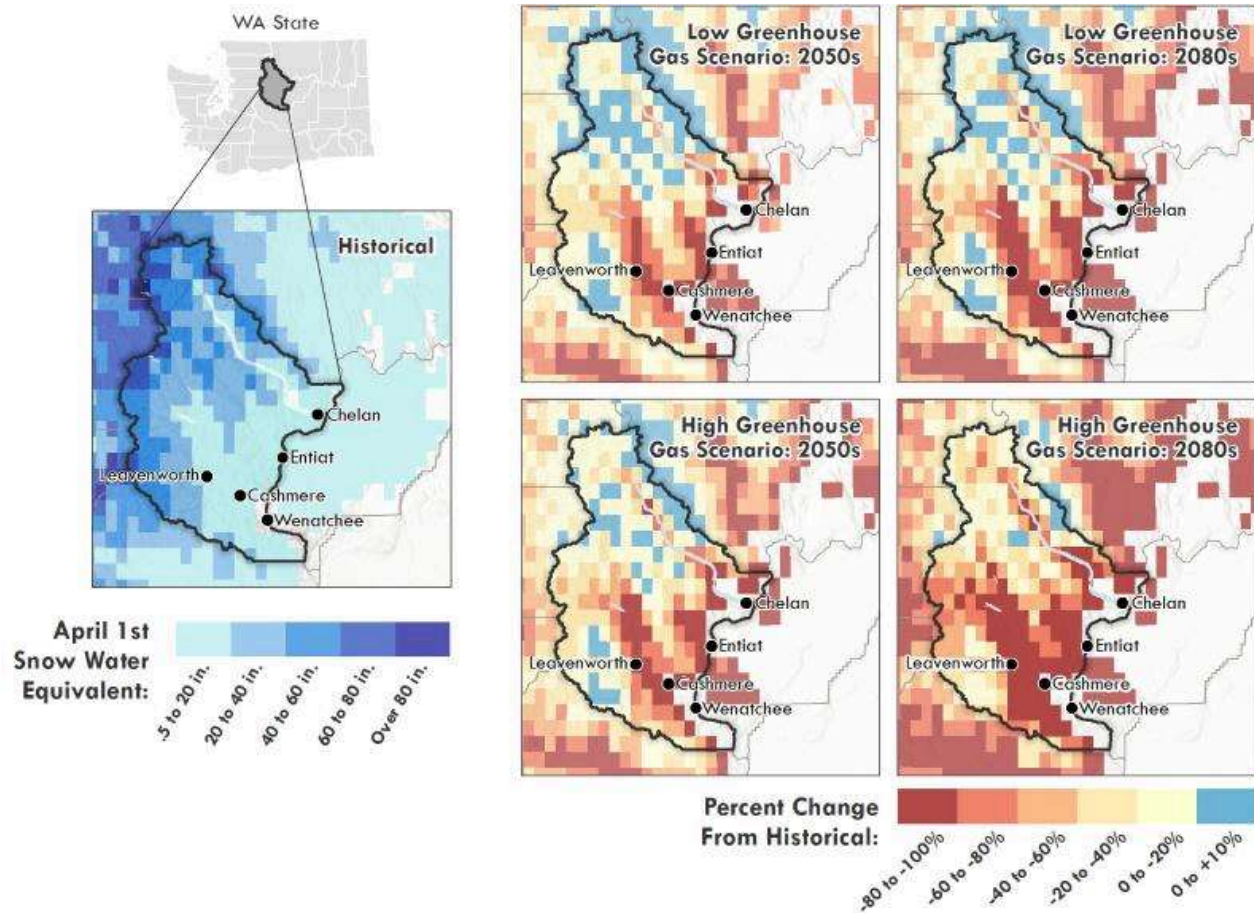 WA State
Historical
Chelan
Entiat
Leavenworth
Cashmere
Wenatchee
April 1st
Snow Water
Equivalent:
.5 to 20 in.
20 to 40 in.
40 to 60 in.
60 to 80 in.
Over 80 in.
Low Greenhouse
Gas Scenario: 2050s
Chelan
Entiat
Leavenworth
Cashmere
Wenatchee
Low Greenhouse
Gas Scenario: 2080s
Chelan
Entiat
Leavenworth
Cashmere
Wenatchee
High Greenhouse
Gas Scenario: 2050s
Chelan
Entiat
Leavenworth
Cashmere
Wenatchee
High Greenhouse
Gas Scenario: 2080s
Chelan
Entiat
Leavenworth
Cashmere
Wenatchee
Percent Change
From Historical:
-80 to -100%
-60 to -80%
-40 to -60%
-20 to -40%
0 to -20%
0 to +10%